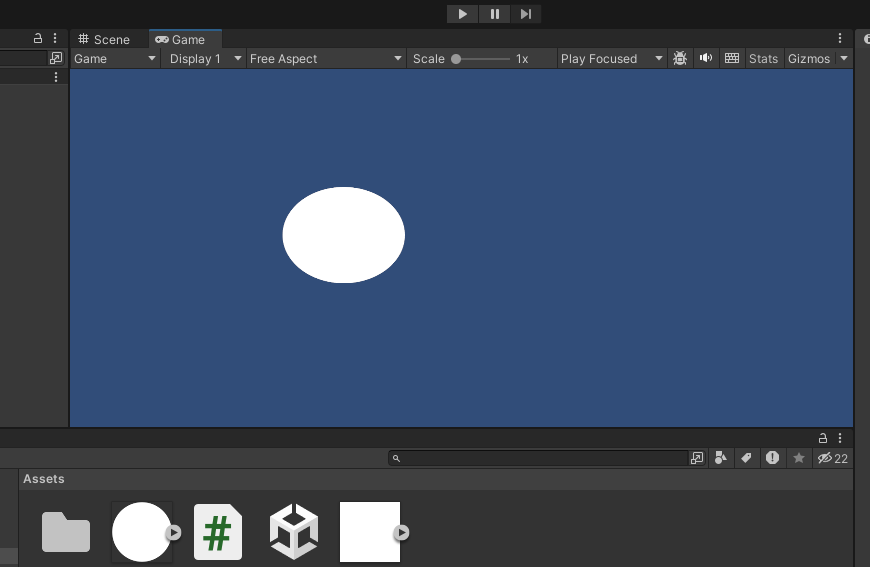 Scene
Game
Game
Display 1
Free Aspect
Scale
1x
Play Focused
Stats
Gizmos
22
Assets
#